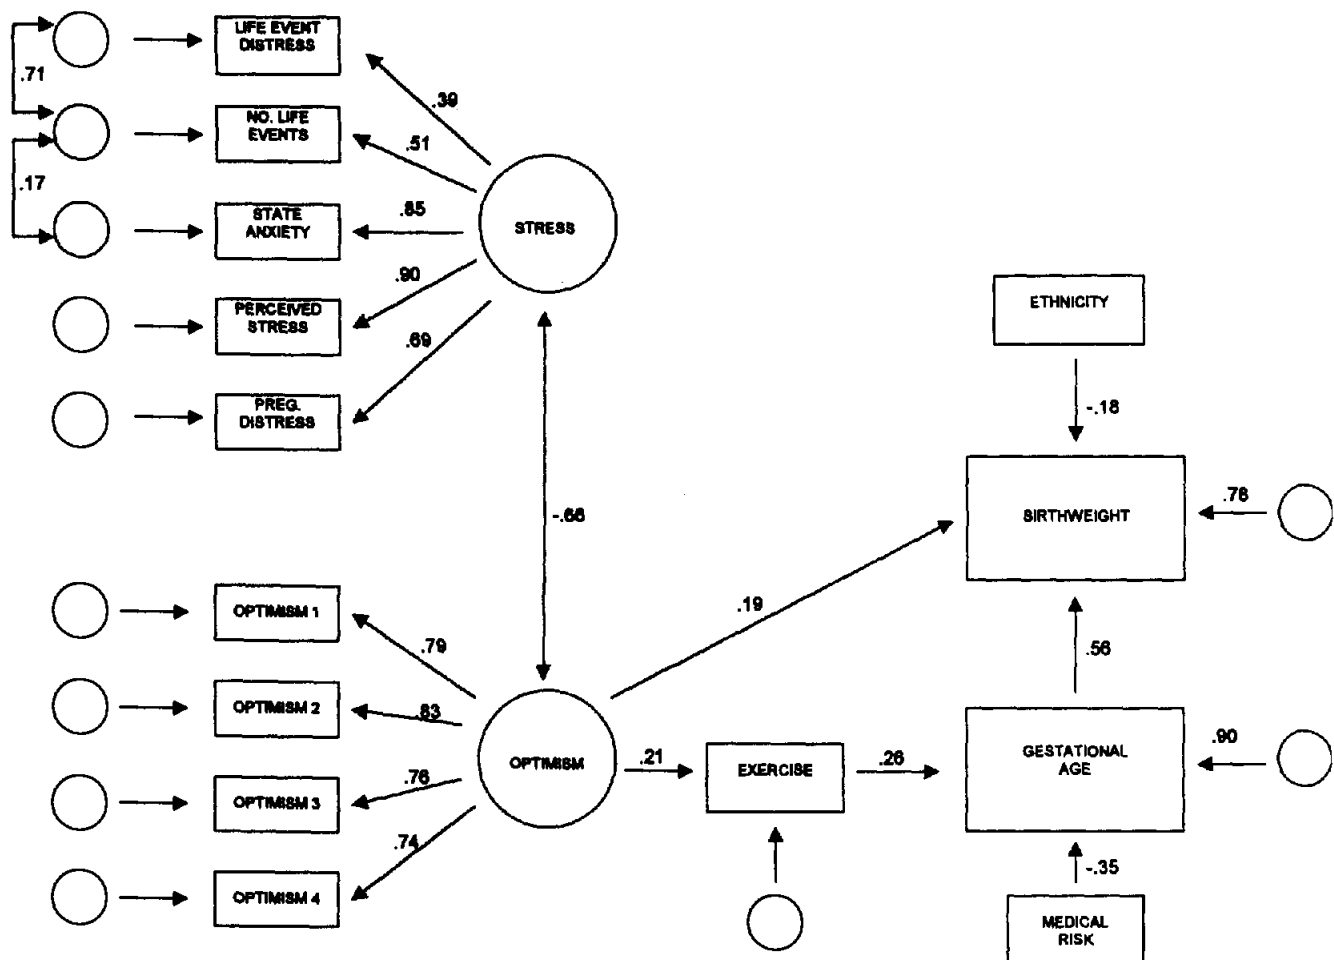 LIFE EVENT
DISTRESS
.71
.39
NO. LIFE
EVENTS
.51
.17
STATE
ANXIETY
.85
STRESS
.90
PERCEIVED
STRESS
.69
PREG.
DISTRESS
ETHNICITY
-.18
-.66
BIRTHWEIGHT
.78
OPTIMISM 1
.79
.19
.56
OPTIMISM 2
.83
OPTIMISM
.21
EXERCISE
.26
GESTATIONAL
AGE
.90
.76
OPTIMISM 3
.74
OPTIMISM 4
-.35
MEDICAL
RISK